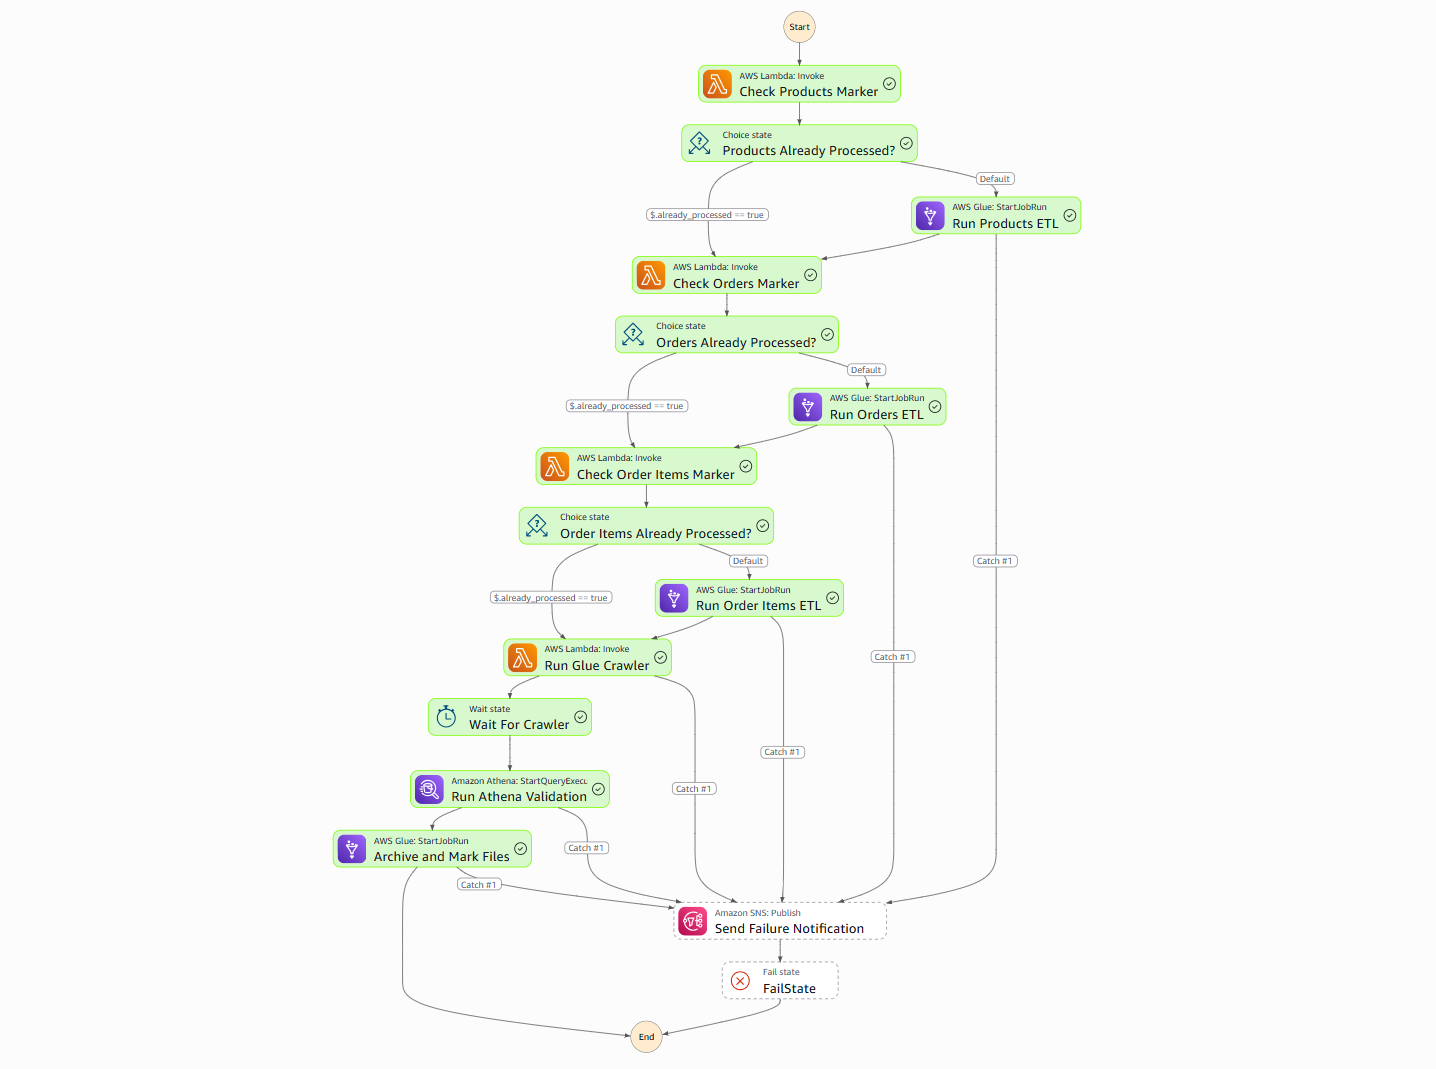 Start
AWS Lambda: Invoke
Check Products Marker
Choice state
Products Already Processed?
Default
$.already_processed == true
AWS Glue: StartJobRun
Run Products ETL
AWS Lambda: Invoke
Check Orders Marker
Choice state
Orders Already Processed?
Default
$.already_processed == true
AWS Glue: StartJobRun
Run Orders ETL
AWS Lambda: Invoke
Check Order Items Marker
Choice state
Order Items Already Processed?
Default
Catch #1
$.already_processed == true
AWS Glue: StartJobRun
Run Order Items ETL
AWS Lambda: Invoke
Run Glue Crawler
Catch #1
Wait state
Wait For Crawler
Catch #1
Amazon Athena: StartQueryExecu
Run Athena Validation
Catch #1
AWS Glue: StartJobRun
Archive and Mark Files
Catch #1
Catch #1
Amazon SNS: Publish
Send Failure Notification
Fail state
FailState
End